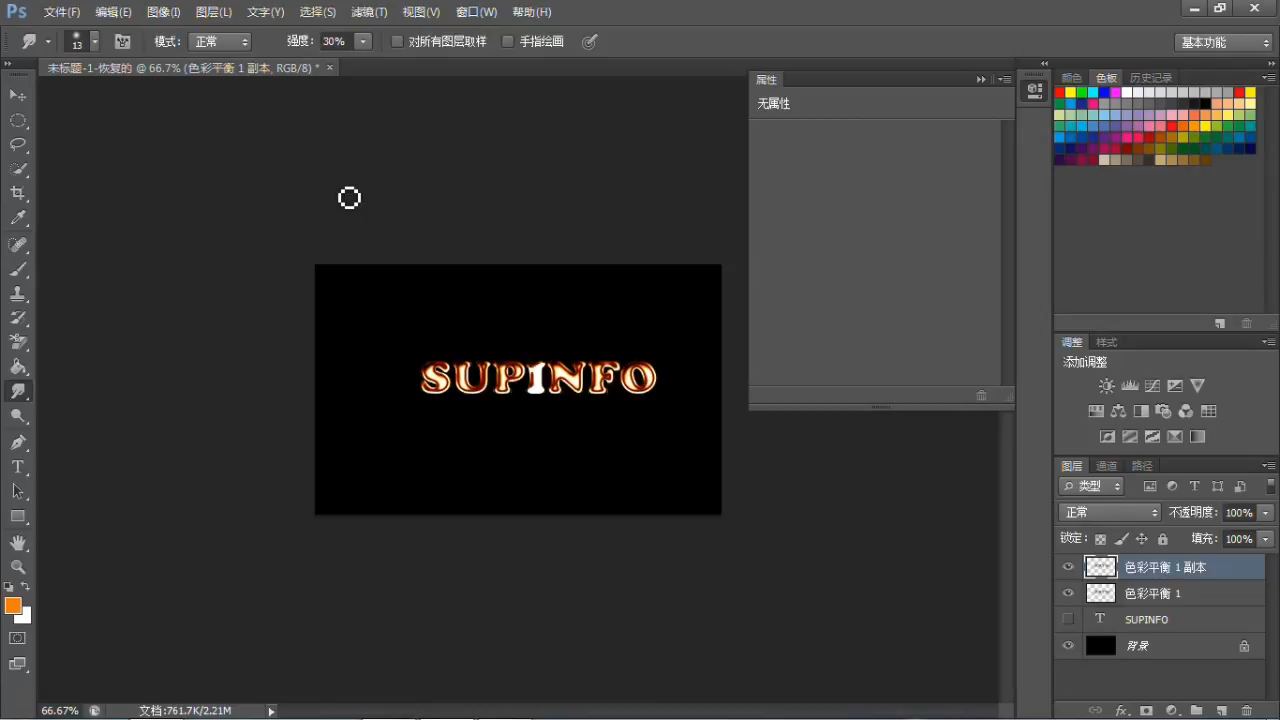 Ps 文件(F) 编辑(E) 图像(I) 图层(L) 文字(Y) 选择(S) 滤镜(T) 视图(V) 窗口(W) 帮助(H)
13 模式: 正常 强度: 30% 对所有图层取样 手指绘画 基本功能
未标题-1-恢复的 @ 66.7% (色彩平衡 1 副本, RGB/8) * ×
属性
无属性
颜色 色板 历史记录
SUPINFO
调整 样式
添加调整
图层 通道 路径
类型
正常 不透明度: 100%
锁定: 填充: 100%
色彩平衡 1 副本
色彩平衡 1
T SUPINFO
背景
66.67% 文档:761.7K/2.21M